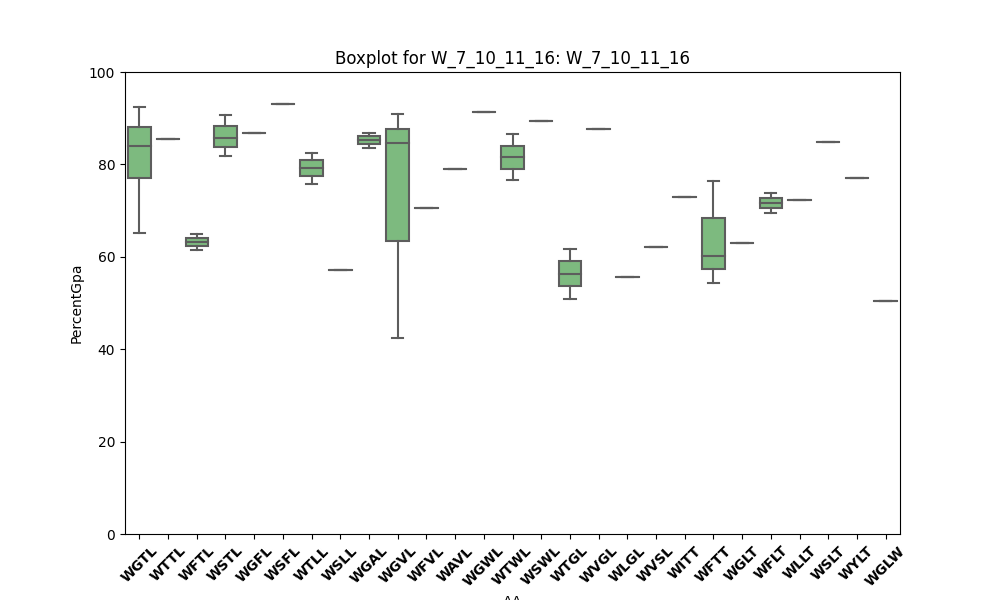 Boxplot for W_7_10_11_16: W_7_10_11_16
100
80
60
40
20
0
PercentGpa
WGTL WTTL WFTL WSTL WGFL WSFL WTLL WSLL WGAL WGVL WFVL WAVL WGWL WTWL WSWL WTGL WVGL WLGL WVSL WITT WFTT WGLT WFLT WLLT WSLT WYLT WGLW
AA